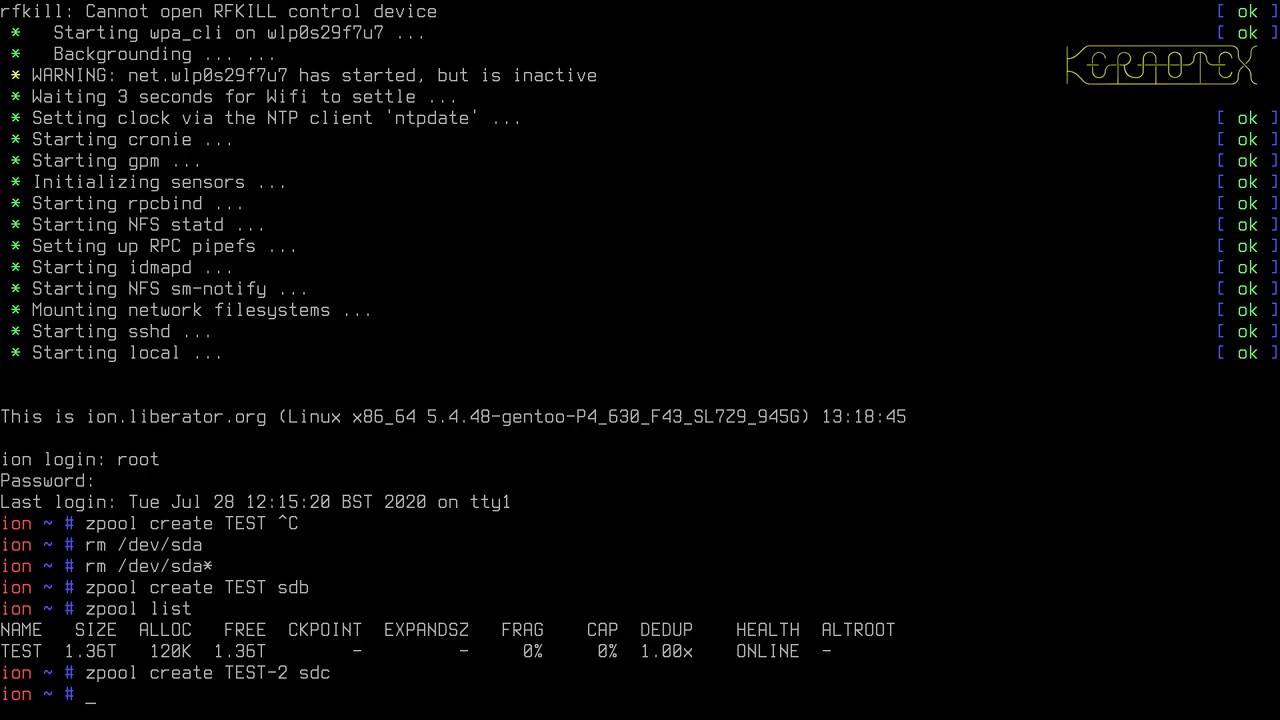 rfkill: Cannot open RFKILL control device [ ok ]
*   Starting wpa_cli on wlp0s29f7u7 ... [ ok ]
*   Backgrounding ... ...
* WARNING: net.wlp0s29f7u7 has started, but is inactive
KERAOTEX
* Waiting 3 seconds for Wifi to settle ...
* Setting clock via the NTP client 'ntpdate' ... [ ok ]
* Starting cronie ... [ ok ]
* Starting gpm ... [ ok ]
* Initializing sensors ... [ ok ]
* Starting rpcbind ... [ ok ]
* Starting NFS statd ... [ ok ]
* Setting up RPC pipefs ... [ ok ]
* Starting idmapd ... [ ok ]
* Starting NFS sm-notify ... [ ok ]
* Mounting network filesystems ... [ ok ]
* Starting sshd ... [ ok ]
* Starting local ... [ ok ]
This is ion.liberator.org (Linux x86_64 5.4.48-gentoo-P4_630_F43_SL7Z9_945G) 13:18:45
ion login: root
Password:
Last login: Tue Jul 28 12:15:20 BST 2020 on tty1
ion ~ # zpool create TEST ^C
ion ~ # rm /dev/sda
ion ~ # rm /dev/sda*
ion ~ # zpool create TEST sdb
ion ~ # zpool list
NAME   SIZE  ALLOC   FREE  CKPOINT  EXPANDSZ   FRAG    CAP  DEDUP    HEALTH  ALTROOT
TEST  1.36T   120K  1.36T        -         -     0%     0%  1.00x    ONLINE  -
ion ~ # zpool create TEST-2 sdc
ion ~ # _